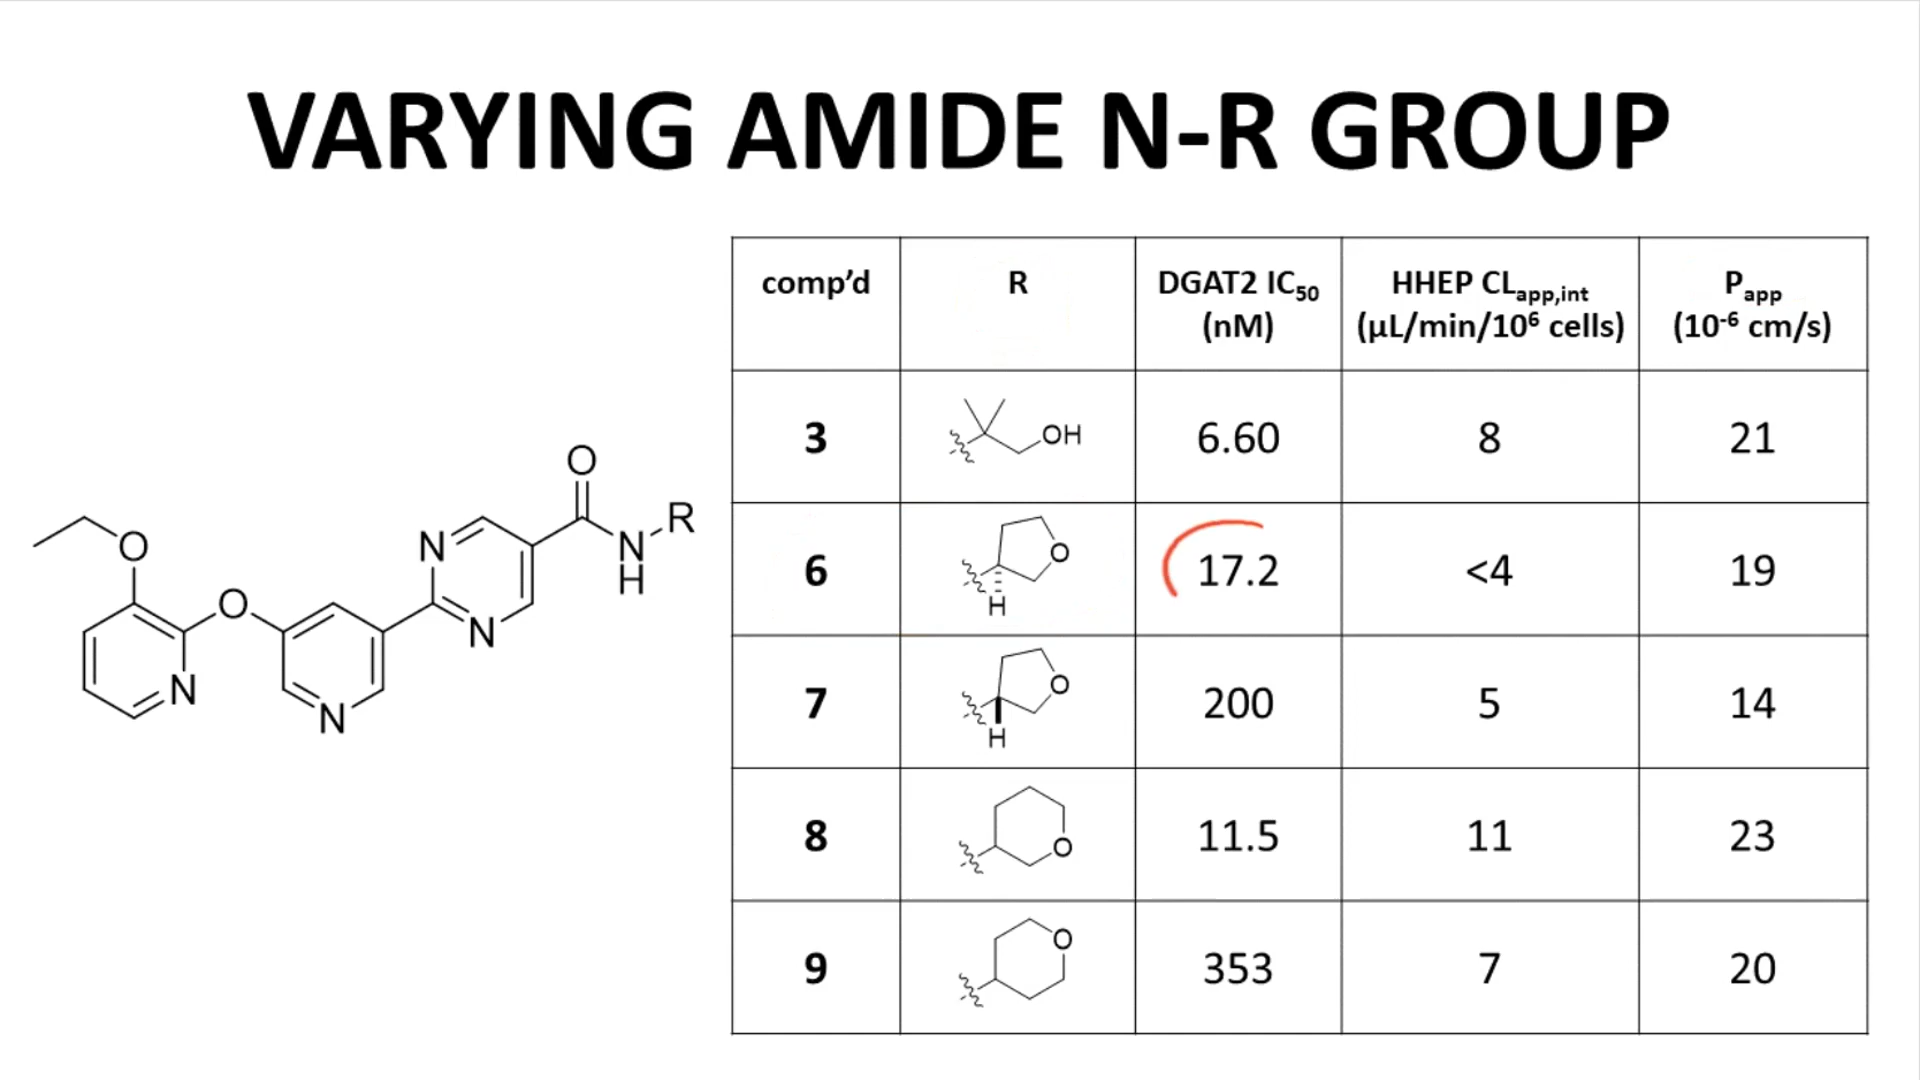 VARYING AMIDE N-R GROUP
comp’d R DGAT2 IC50 (nM) HHEP CLapp,int (µL/min/10⁶ cells) Papp (10⁻⁶ cm/s)
3 OH 6.60 8 21
6 O H 17.2 <4 19
7 O H 200 5 14
8 O 11.5 11 23
9 O 353 7 20
O
R
N
H
N
N
O
O
N
N